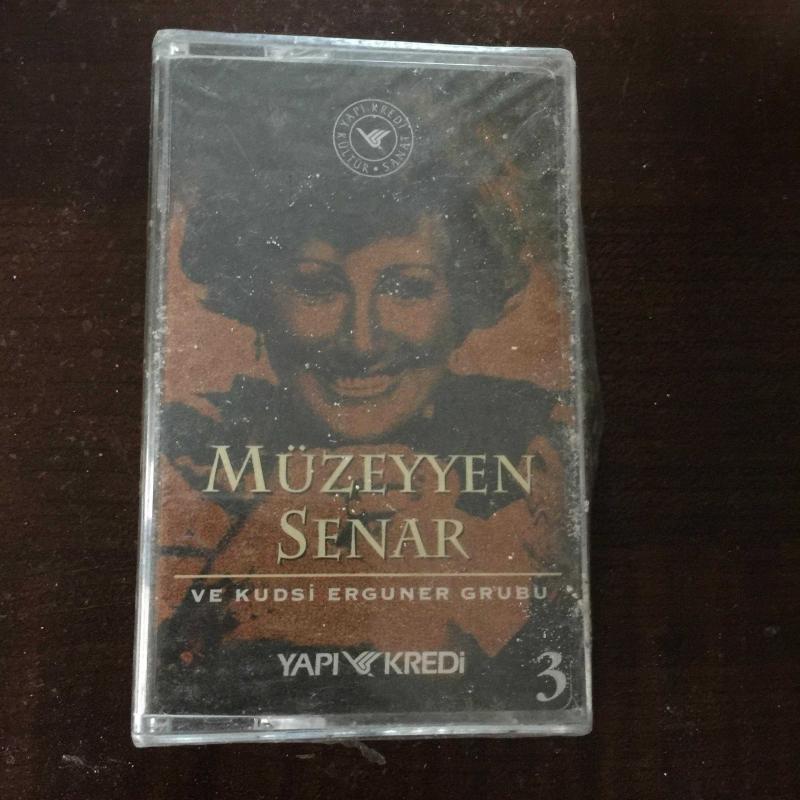 YAPI KREDİ
KÜLTÜR • SANAT
MÜZEYYEN
SENAR
VE KUDSİ ERGUNER GRUBU
YAPI KREDİ
3